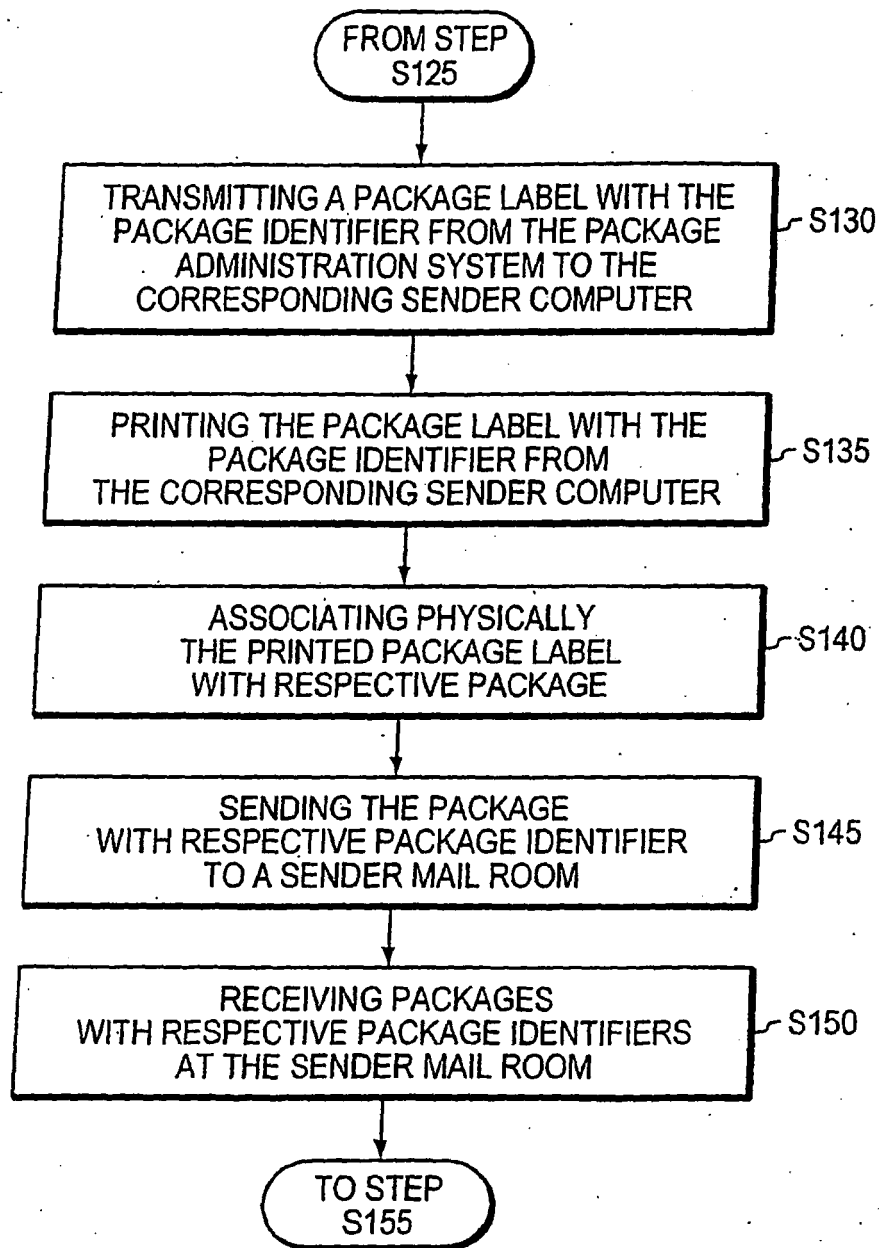 FROM STEP
S125
TRANSMITTING A PACKAGE LABEL WITH THE
PACKAGE IDENTIFIER FROM THE PACKAGE
ADMINISTRATION SYSTEM TO THE
CORRESPONDING SENDER COMPUTER
S130
PRINTING THE PACKAGE LABEL WITH THE
PACKAGE IDENTIFIER FROM
THE CORRESPONDING SENDER COMPUTER
S135
ASSOCIATING PHYSICALLY
THE PRINTED PACKAGE LABEL
WITH RESPECTIVE PACKAGE
S140
SENDING THE PACKAGE
WITH RESPECTIVE PACKAGE IDENTIFIER
TO A SENDER MAIL ROOM
S145
RECEIVING PACKAGES
WITH RESPECTIVE PACKAGE IDENTIFIERS
AT THE SENDER MAIL ROOM
S150
TO STEP
S155